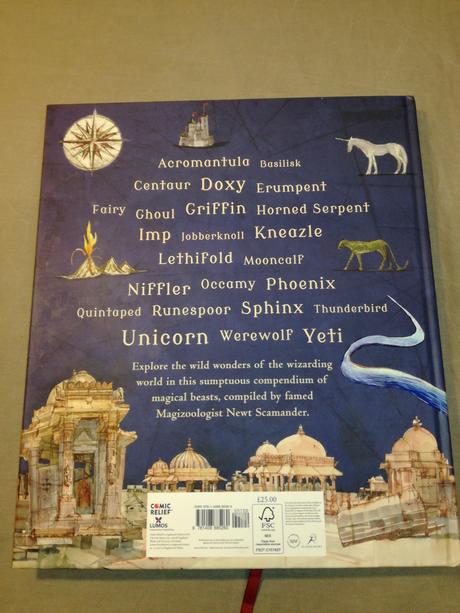 Acromantula Basilisk
Centaur Doxy Erumpent
Fairy Ghoul Griffin Horned Serpent
Imp Jobberknoll Kneazle
Lethifold Mooncalf
Niffler Occamy Phoenix
Quintaped Runespoor Sphinx Thunderbird
Unicorn Werewolf Yeti
Explore the wild wonders of the wizarding
world in this sumptuous compendium of
magical beasts, compiled by famed
Magizoologist Newt Scamander.
COMIC
RELIEF
LUMOS
£25.00
FSC
MIX